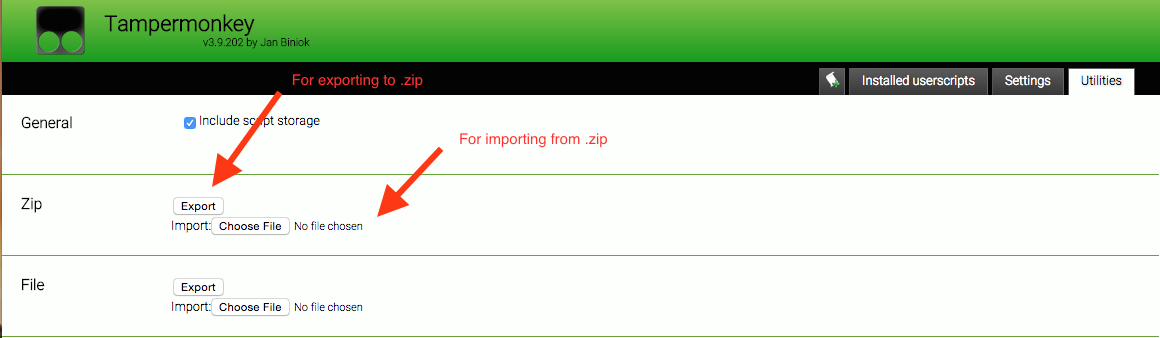 Tampermonkey
v3.9.202 by Jan Biniok
For exporting to .zip
Installed userscripts Settings Utilities
General Include script storage
For importing from .zip
Zip Export
Import: Choose File No file chosen
File Export
Import: Choose File No file chosen